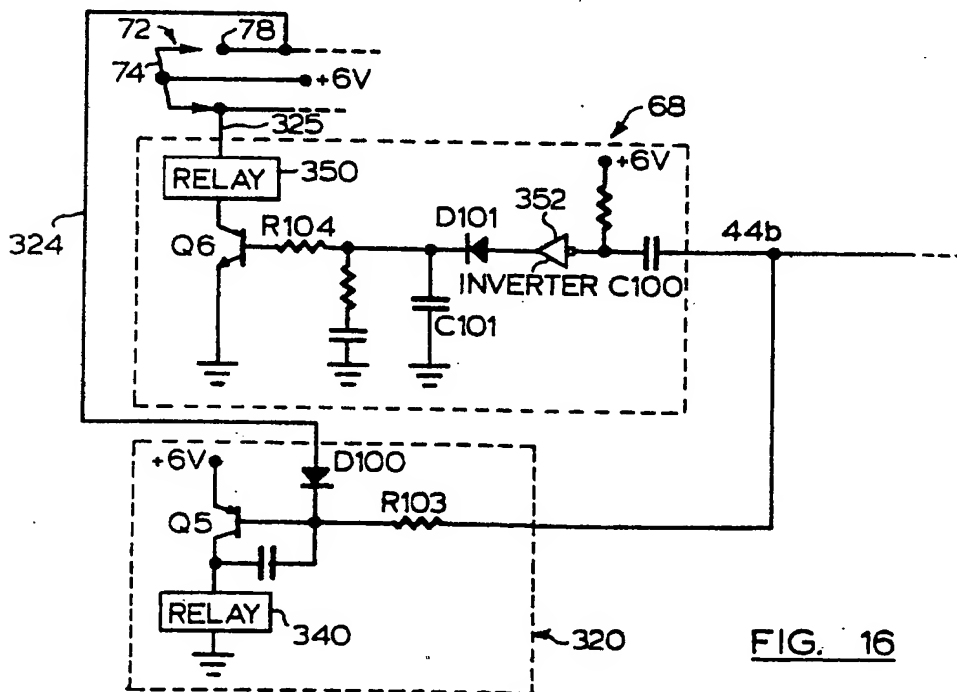 72
78
74
+6V
325
68
+6V
RELAY
350
352
D101
R104
324
Q6
44b
INVERTER
C100
C101
+6V
D100
R103
Q5
RELAY
340
320
FIG. 16